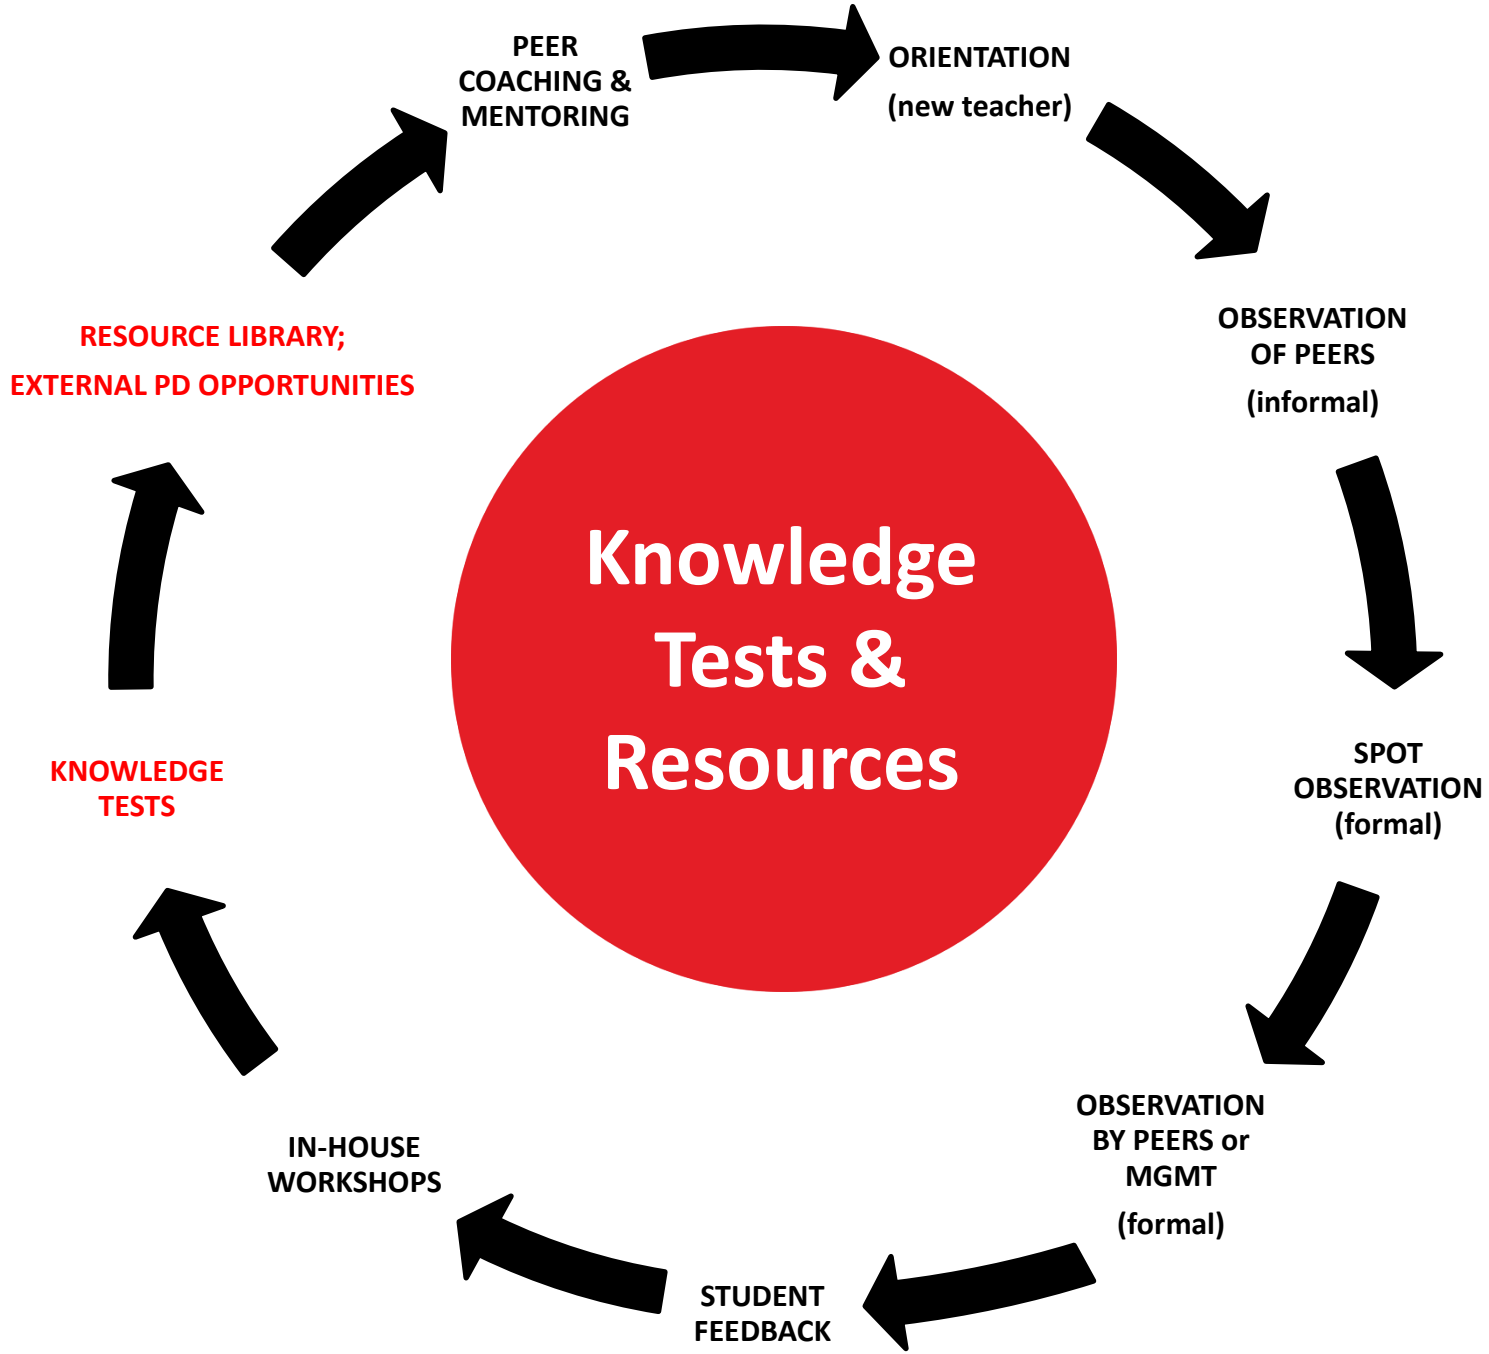 PEER
COACHING &
MENTORING
ORIENTATION
(new teacher)
OBSERVATION
OF PEERS
(informal)
SPOT
OBSERVATION
(formal)
OBSERVATION
BY PEERS or
MGMT
(formal)
STUDENT
FEEDBACK
IN-HOUSE
WORKSHOPS
KNOWLEDGE
TESTS
RESOURCE LIBRARY;
EXTERNAL PD OPPORTUNITIES
Knowledge
Tests &
Resources